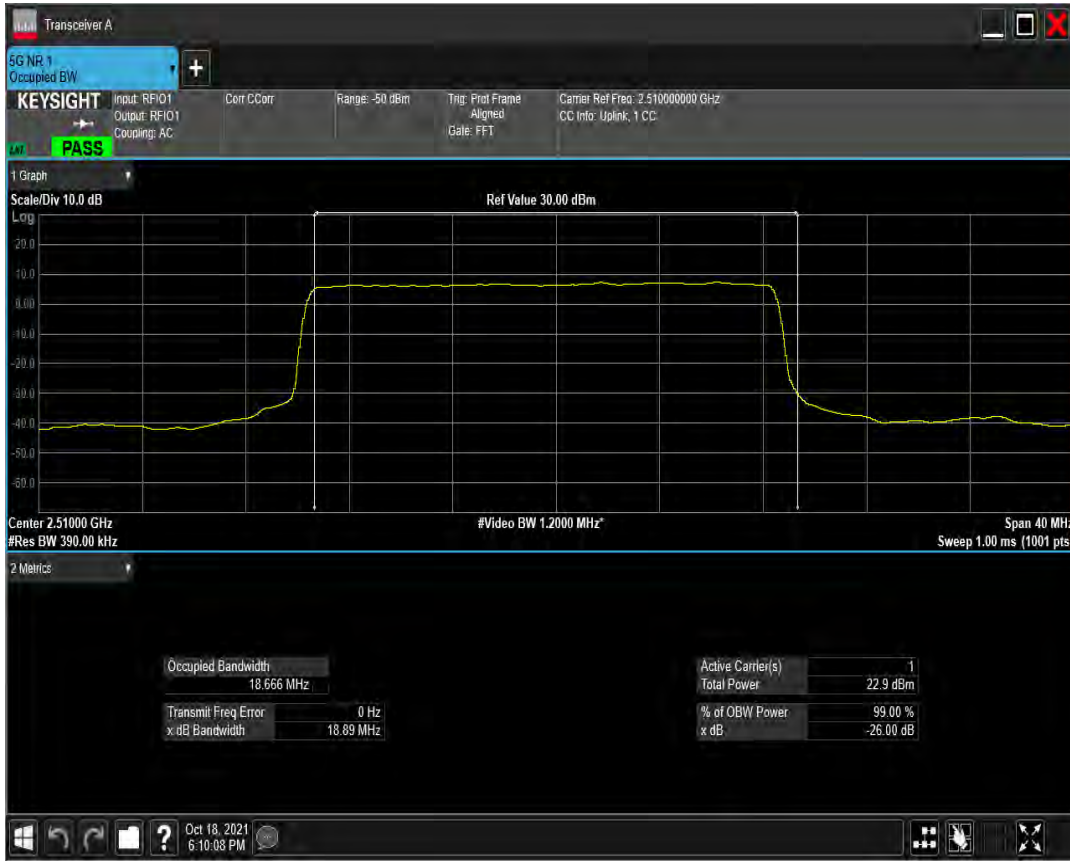 Transceiver A
5G NR 1
Occupied BW
+
KEYSIGHT
Input: RFIO1
Output: RFIO1
Coupling: AC
Corr CCorr
Range: -50 dBm
Trig: Prot Frame
Aligned
Gate: FFT
Carrier Ref Freq: 2.510000000 GHz
CC Info: Uplink, 1 CC
PASS
1 Graph
Scale/Div 10.0 dB
Ref Value 30.00 dBm
Log
20.0
10.0
0.00
-10.0
-20.0
-30.0
-40.0
-50.0
-60.0
Center 2.51000 GHz
#Video BW 1.2000 MHz*
Span 40 MHz
#Res BW 390.00 kHz
Sweep 1.00 ms (1001 pts
2 Metrics
Occupied Bandwidth
18.666 MHz
Transmit Freq Error 0 Hz
x dB Bandwidth 18.89 MHz
Active Carrier(s) 1
Total Power 22.9 dBm
% of OBW Power 99.00 %
x dB -26.00 dB
?
Oct 18, 2021
6:10:08 PM